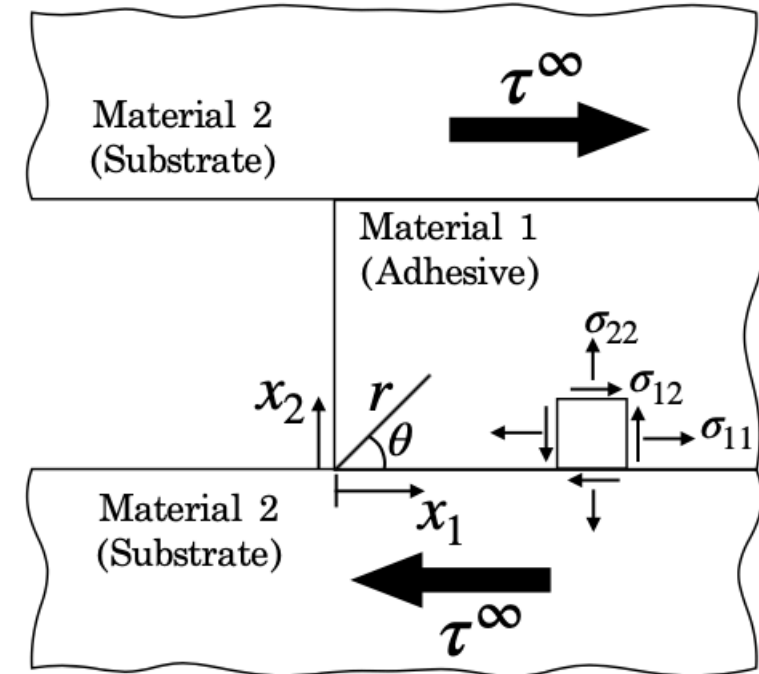 τ∞
Material 2
(Substrate)
Material 1
(Adhesive)
σ22
σ12
σ11
x2
r
θ
x1
Material 2
(Substrate)
τ∞